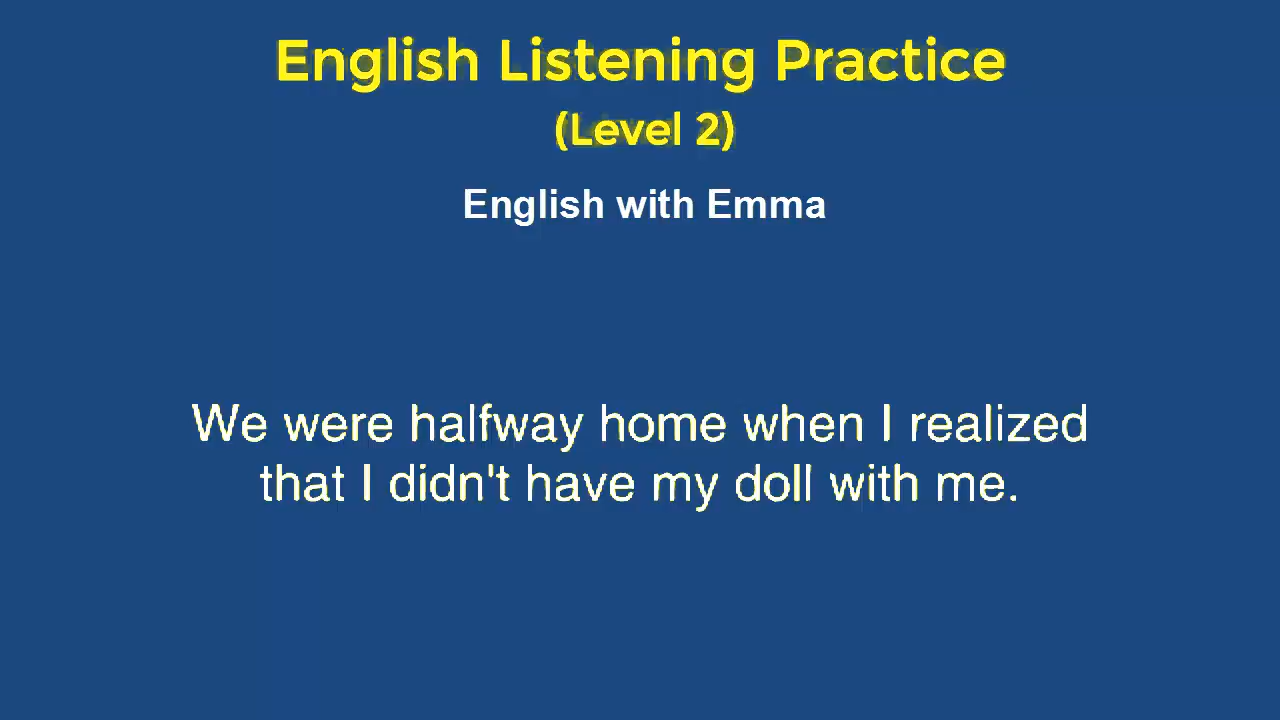 English Listening Practice
(Level 2)
English with Emma
We were halfway home when I realized
that I didn't have my doll with me.